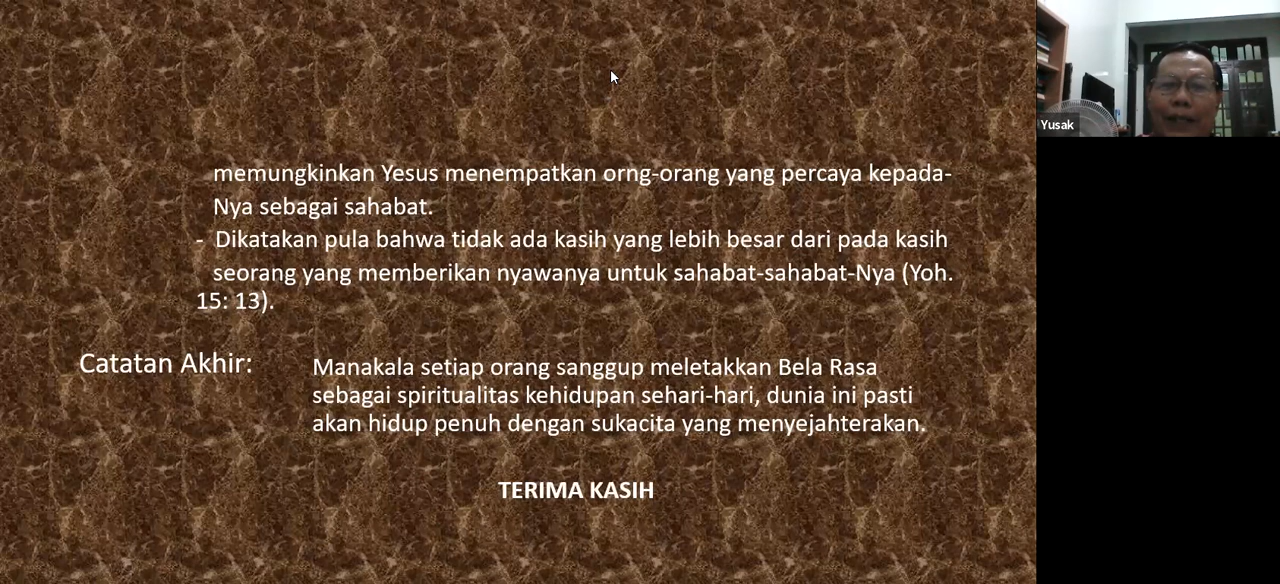 memungkinkan Yesus menempatkan orng-orang yang percaya kepada-
Nya sebagai sahabat.
- Dikatakan pula bahwa tidak ada kasih yang lebih besar dari pada kasih
seorang yang memberikan nyawanya untuk sahabat-sahabat-Nya (Yoh.
15: 13).
Catatan Akhir:
Manakala setiap orang sanggup meletakkan Bela Rasa
sebagai spiritualitas kehidupan sehari-hari, dunia ini pasti
akan hidup penuh dengan sukacita yang menyejahterakan.
TERIMA KASIH
Yusak